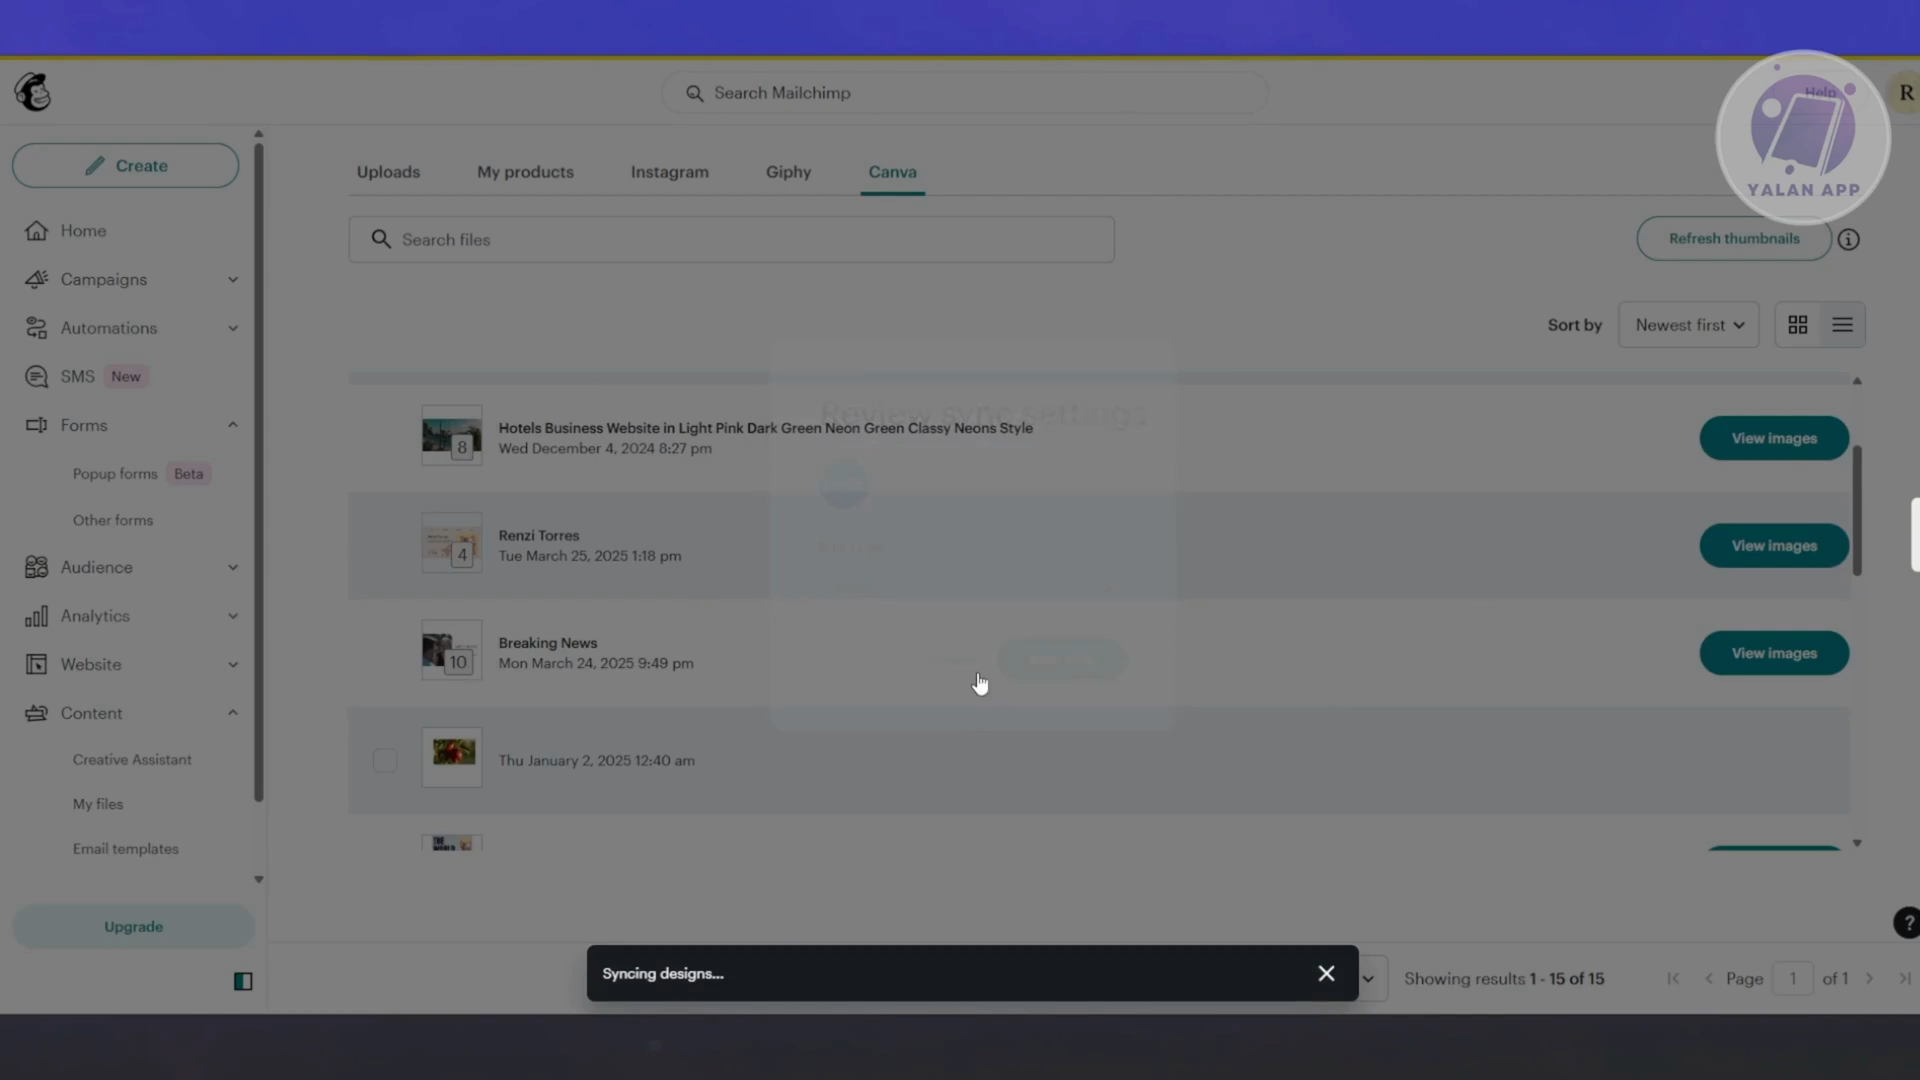 Search Mailchimp
Help
R
YALAN APP
Create
Uploads
My products
Instagram
Giphy
Canva
Home
Search files
Refresh thumbnails
Campaigns
Automations
Sort by
Newest first
SMS
New
Review sync settings
Forms
Hotels Business Website in Light Pink Dark Green Neon Green Classy Neons Style
8
Wed December 4, 2024 8:27 pm
View images
Popup forms
Beta
Other forms
Renzi Torres
4
Tue March 25, 2025 1:18 pm
View images
Audience
Analytics
Breaking News
10
Mon March 24, 2025 9:49 pm
View images
Website
Content
Creative Assistant
Thu January 2, 2025 12:40 am
My files
Email templates
THE
WORLD
Upgrade
?
Syncing designs...
Showing results 1 - 15 of 15
Page 1 of 1